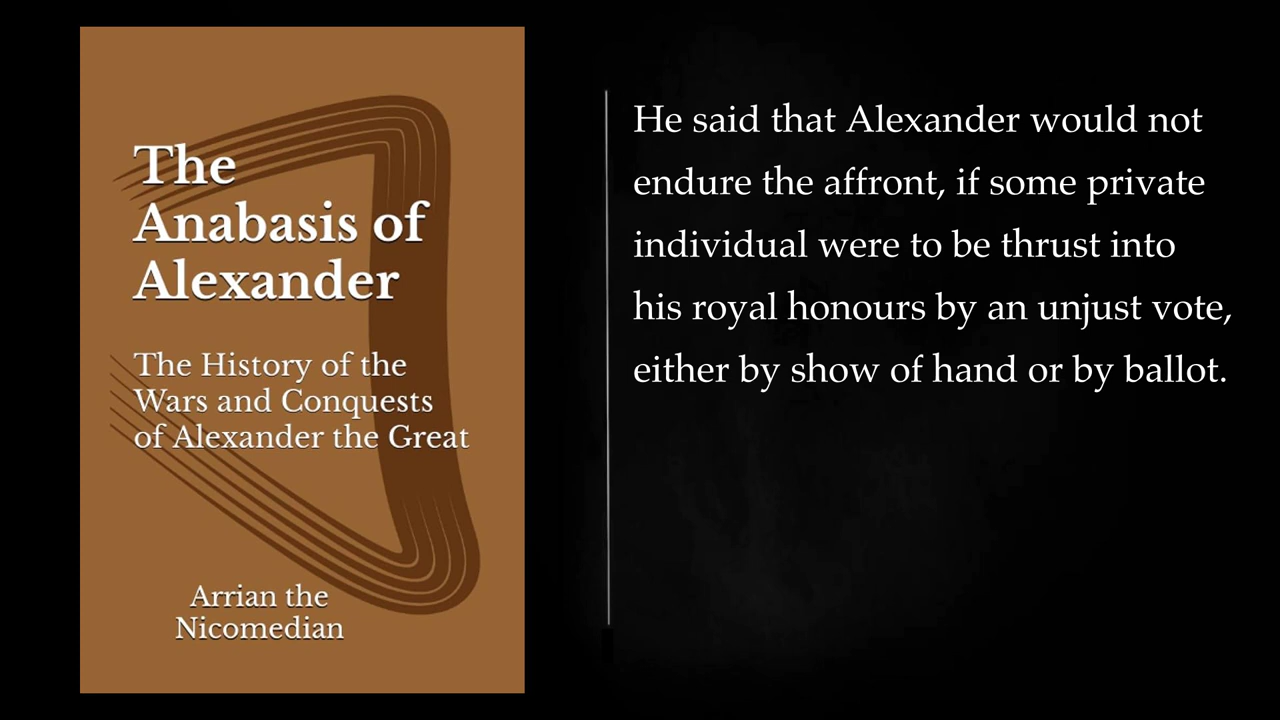 The
Anabasis of
Alexander
The History of the
Wars and Conquests
of Alexander the Great
Arrian the
Nicomedian
He said that Alexander would not
endure the affront, if some private
individual were to be thrust into
his royal honours by an unjust vote,
either by show of hand or by ballot.